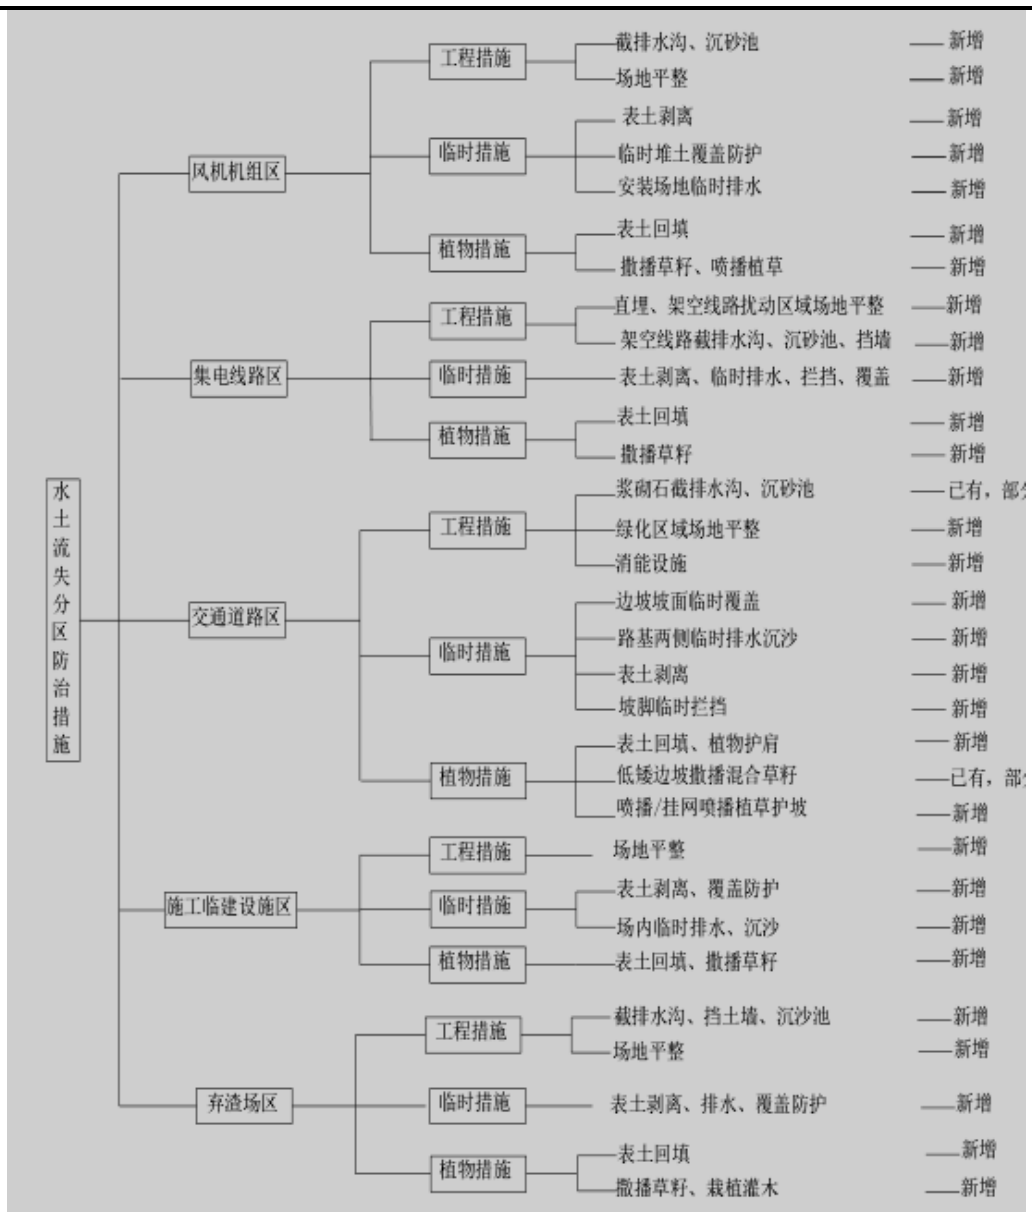 水土流失分区防治措施
风机机组区
工程措施
截排水沟、沉砂池 新增
场地平整 新增
临时措施
表土剥离 新增
临时堆土覆盖防护 新增
安装场地临时排水 新增
植物措施
表土回填 新增
撒播草籽、喷播植草 新增
集电线路区
工程措施
直埋、架空线路扰动区域场地平整 新增
架空线路截排水沟、沉砂池、挡墙 新增
临时措施
表土剥离、临时排水、拦挡、覆盖 新增
植物措施
表土回填 新增
撒播草籽 新增
交通道路区
工程措施
浆砌石截排水沟、沉砂池 已有，部
绿化区域场地平整 新增
消能设施 新增
临时措施
边坡坡面临时覆盖 新增
路基两侧临时排水沉沙 新增
表土剥离 新增
坡脚临时拦挡 新增
植物措施
表土回填、植物护肩 新增
低矮边坡撒播混合草籽 已有，部
喷播/挂网喷播植草护坡 新增
施工临建设施区
工程措施
场地平整 新增
临时措施
表土剥离、覆盖防护 新增
场内临时排水、沉沙 新增
植物措施
表土回填、撒播草籽 新增
弃渣场区
工程措施
截排水沟、挡土墙、沉沙池 新增
场地平整 新增
临时措施
表土剥离、排水、覆盖防护 新增
植物措施
表土回填 新增
撒播草籽、栽植灌木 新增